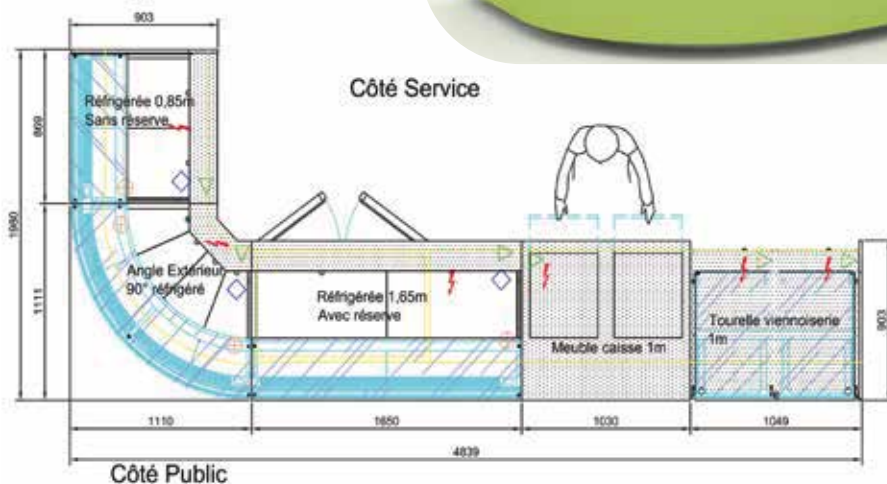 903
Côté Service
Réfrigérée 0,85m
Sans réserve
869
1980
1111
Angle Extérieur
90° réfrigéré
Réfrigérée 1,65m
Avec réserve
Meuble caisse 1m
Tourelle viennoiserie
1m
903
1110
1650
1030
1049
4839
Côté Public